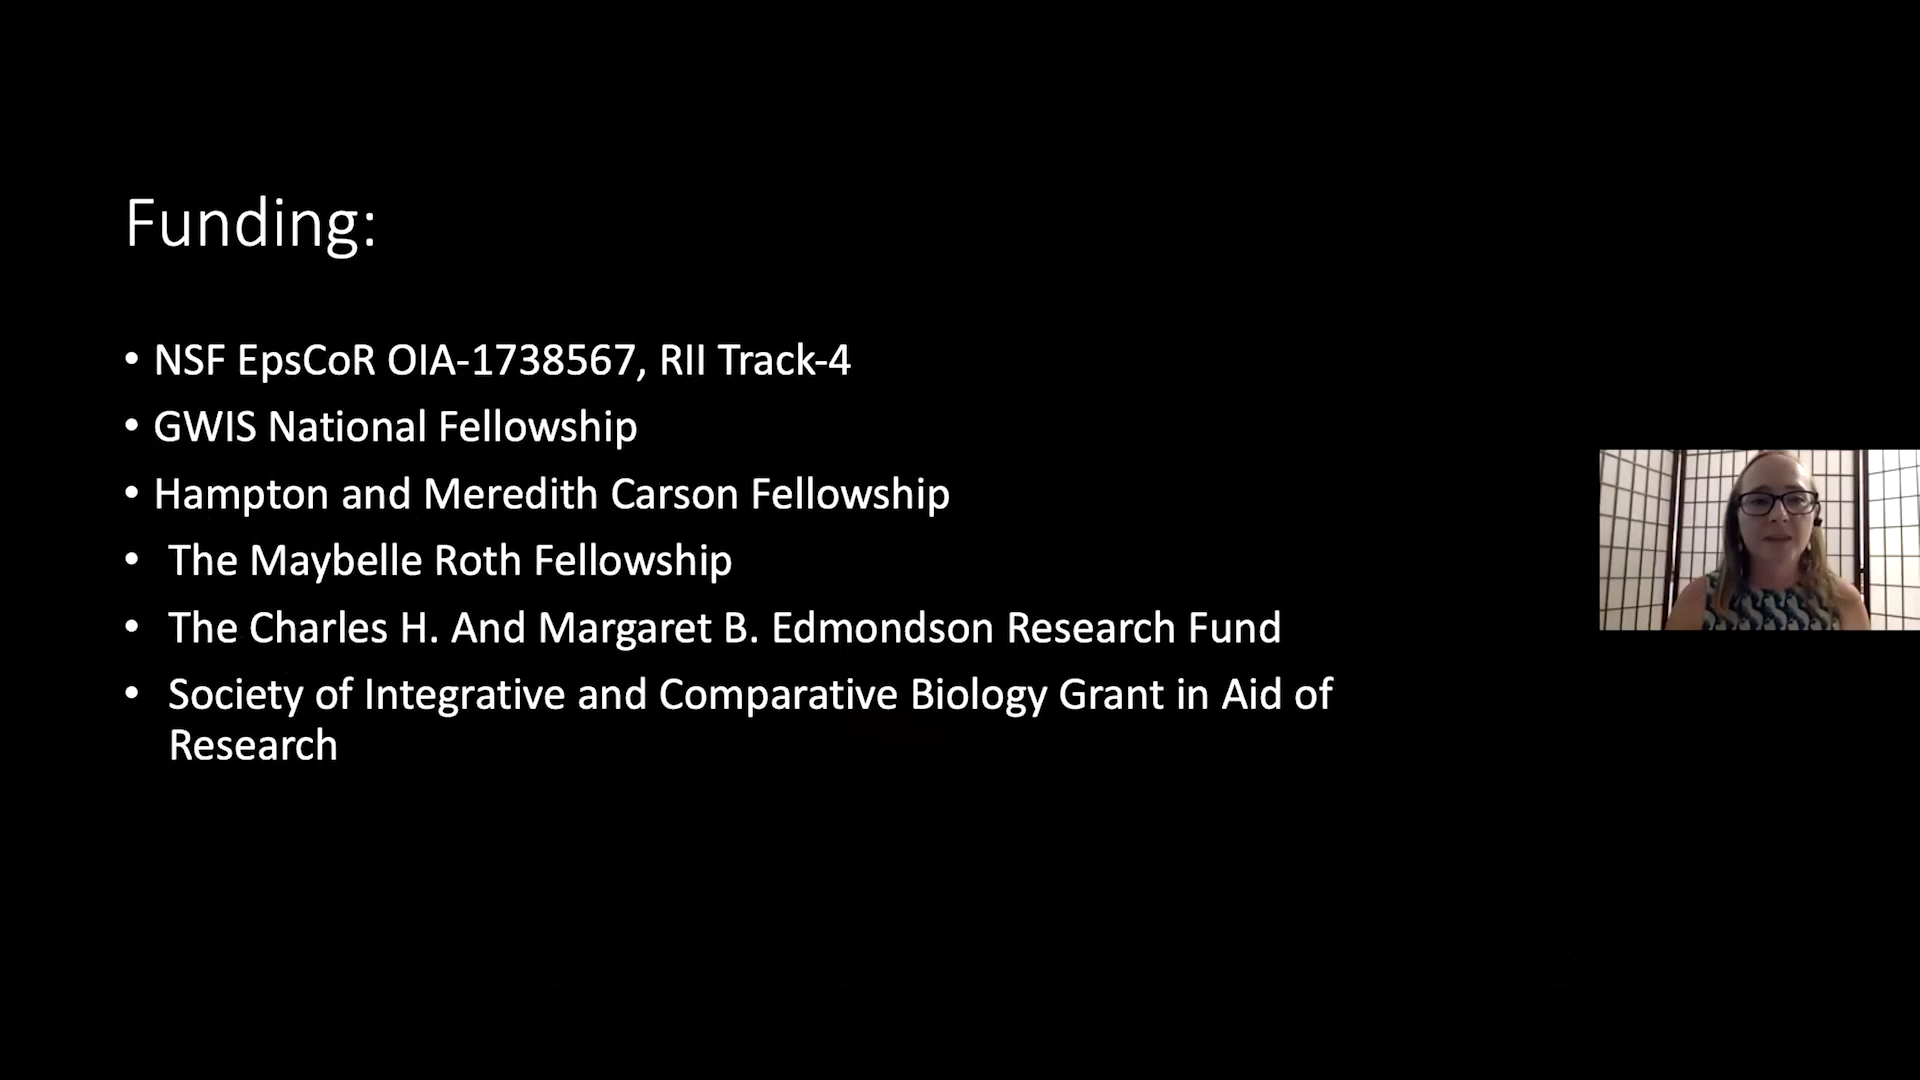 Funding:
• NSF EpsCoR OIA-1738567, RII Track-4
• GWIS National Fellowship
• Hampton and Meredith Carson Fellowship
• The Maybelle Roth Fellowship
• The Charles H. And Margaret B. Edmondson Research Fund
• Society of Integrative and Comparative Biology Grant in Aid of
Research